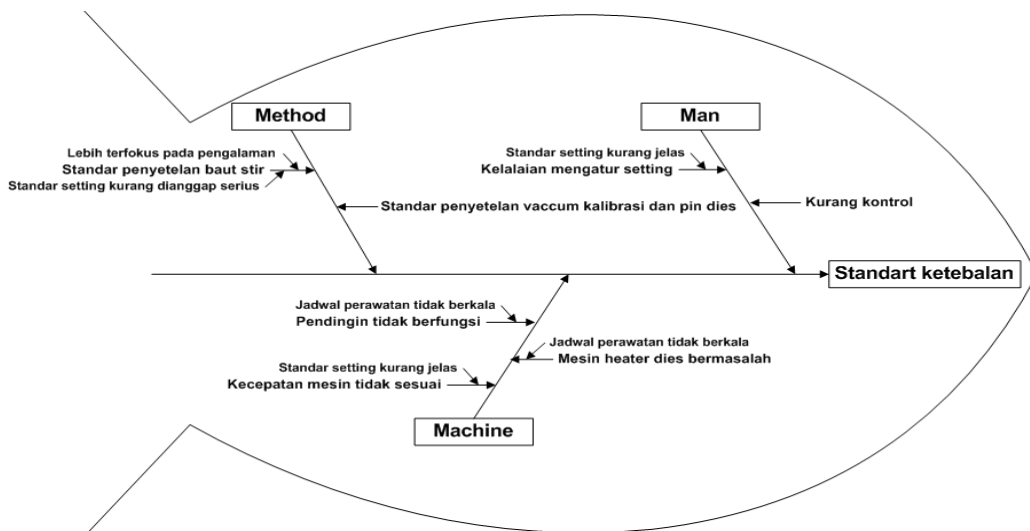 Method
Man
Lebih terfokus pada pengalaman
Standar penyetelan baut stir
Standar setting kurang dianggap serius
Standar penyetelan vaccum kalibrasi dan pin dies
Standar setting kurang jelas
Kelalaian mengatur setting
Kurang kontrol
Standart ketebalan
Jadwal perawatan tidak berkala
Pendingin tidak berfungsi
Jadwal perawatan tidak berkala
Mesin heater dies bermasalah
Standar setting kurang jelas
Kecepatan mesin tidak sesuai
Machine